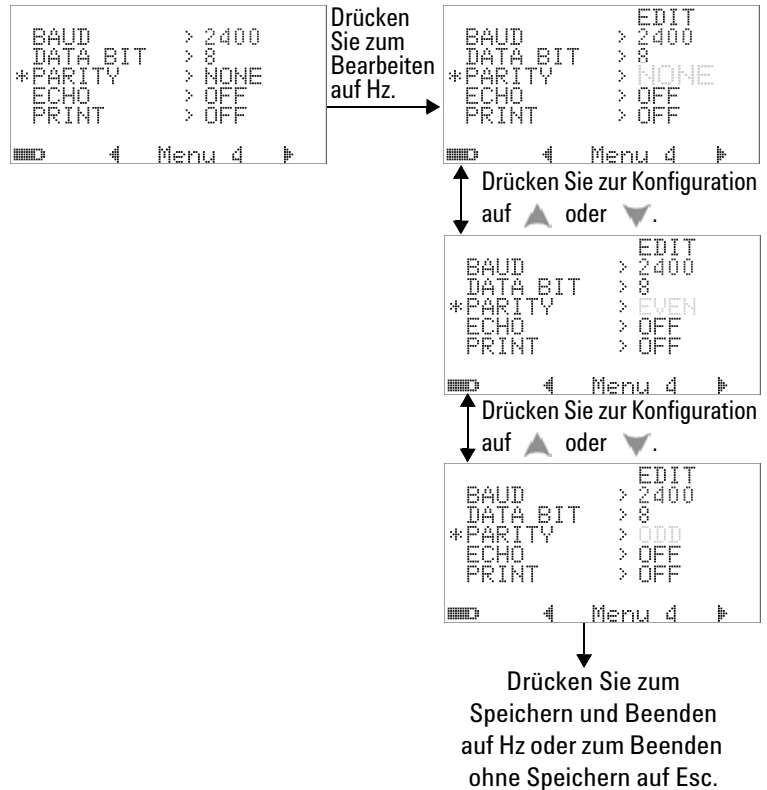 BAUD > 2400
DATA BIT > 8
*PARITY > NONE
ECHO > OFF
PRINT > OFF
Menu 4
Drücken
Sie zum
Bearbeiten
auf Hz.
EDIT
BAUD > 2400
DATA BIT > 8
*PARITY > NONE
ECHO > OFF
PRINT > OFF
Menu 4
Drücken Sie zur Konfiguration
auf ▲ oder ▼.
EDIT
BAUD > 2400
DATA BIT > 8
*PARITY > EVEN
ECHO > OFF
PRINT > OFF
Menu 4
Drücken Sie zur Konfiguration
auf ▲ oder ▼.
EDIT
BAUD > 2400
DATA BIT > 8
*PARITY > ODD
ECHO > OFF
PRINT > OFF
Menu 4
Drücken Sie zum
Speichern und Beenden
auf Hz oder zum Beenden
ohne Speichern auf Esc.